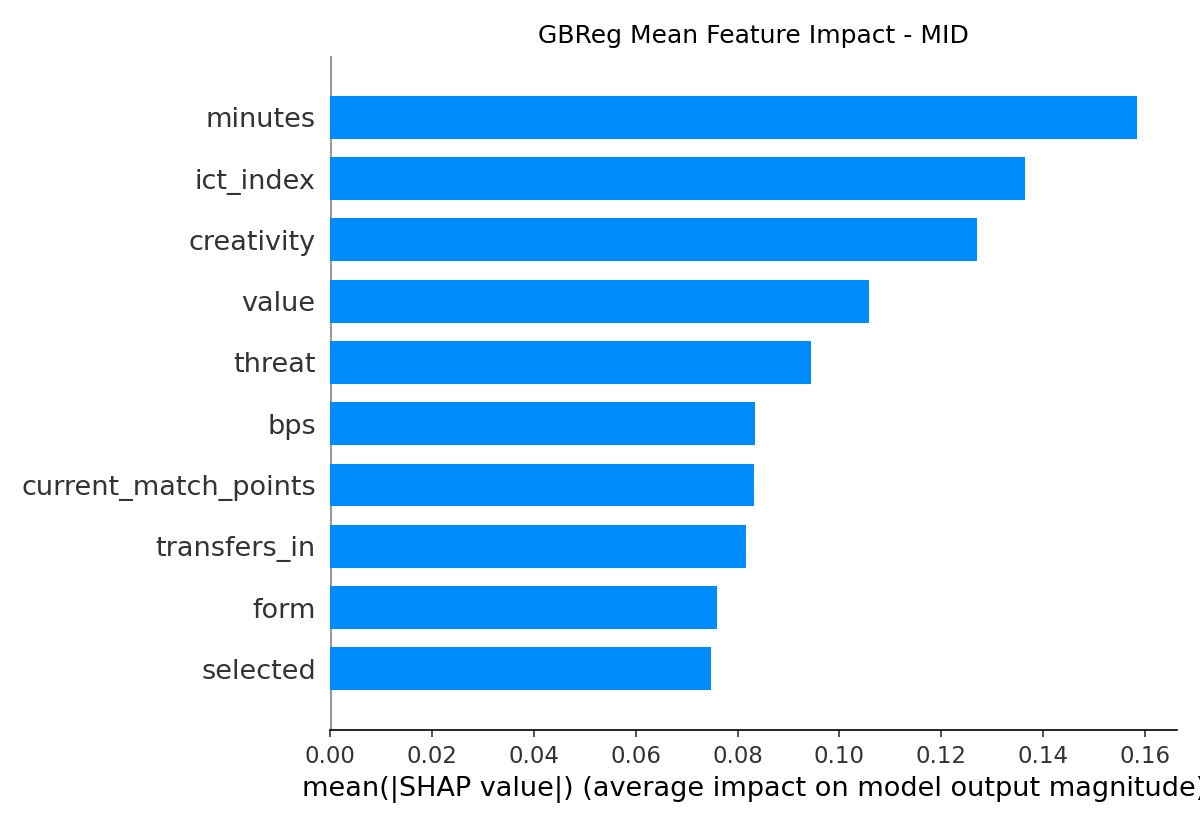 GBReg Mean Feature Impact - MID
minutes
ict_index
creativity
value
threat
bps
current_match_points
transfers_in
form
selected
0.00 0.02 0.04 0.06 0.08 0.10 0.12 0.14 0.16
mean(|SHAP value|) (average impact on model output magnitude)